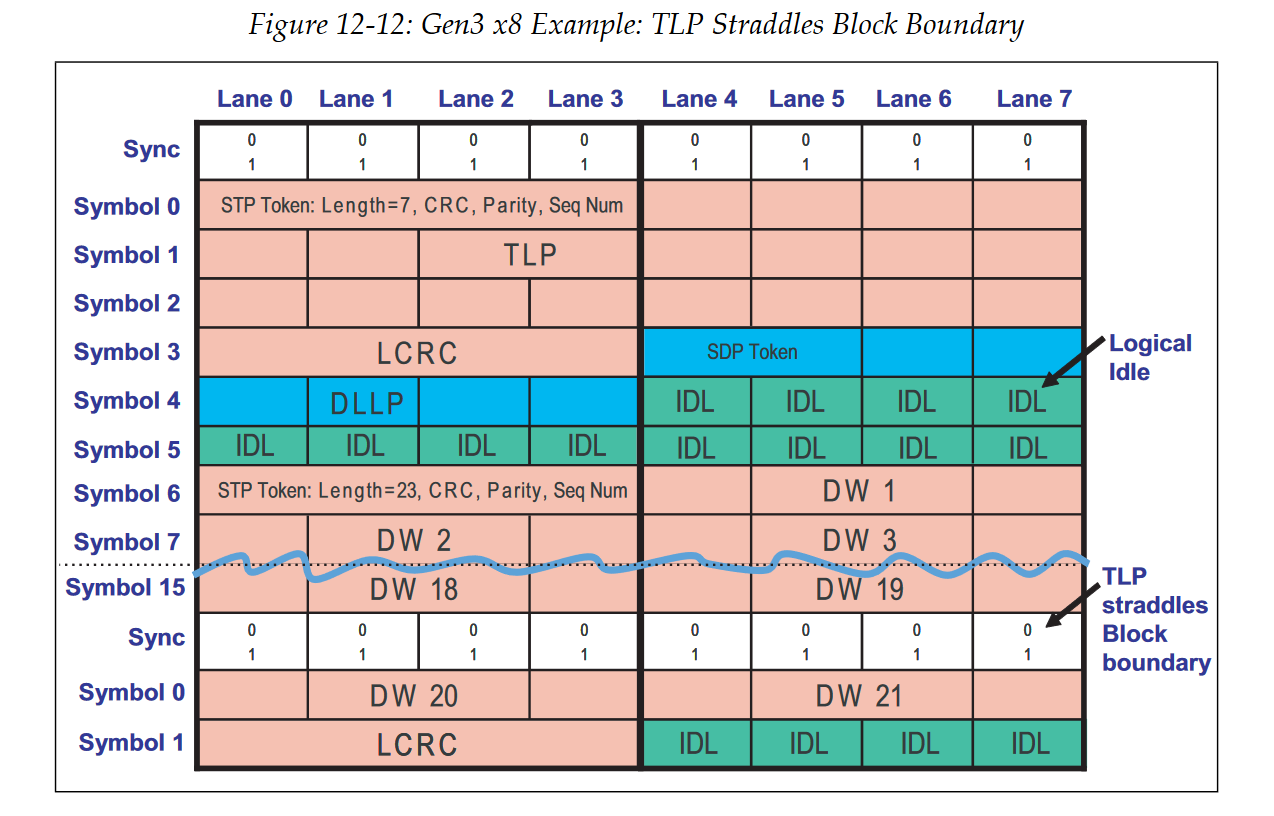 Figure 12-12: Gen3 x8 Example: TLP Straddles Block Boundary
Lane 0 Lane 1 Lane 2 Lane 3 Lane 4 Lane 5 Lane 6 Lane 7
Sync 0 0 0 0 0 0 0 0
1 1 1 1 1 1 1 1
Symbol 0 STP Token: Length=7, CRC, Parity, Seq Num
Symbol 1 TLP
Symbol 2
Symbol 3 LCRC SDP Token
Logical
Idle
Symbol 4 DLLP IDL IDL IDL IDL
Symbol 5 IDL IDL IDL IDL IDL IDL IDL IDL
Symbol 6 STP Token: Length=23, CRC, Parity, Seq Num DW 1
Symbol 7 DW 2 DW 3
Symbol 15 DW 18 DW 19
TLP
straddles
Block
boundary
Sync 0 0 0 0 0 0 0 0
1 1 1 1 1 1 1 1
Symbol 0 DW 20 DW 21
Symbol 1 LCRC IDL IDL IDL IDL